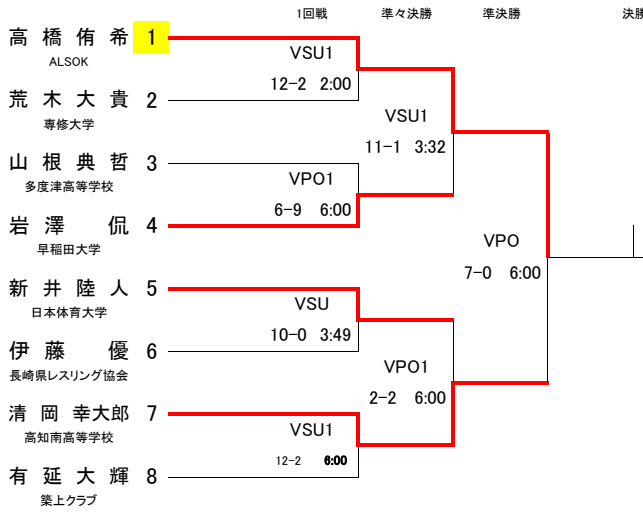 1回戦 準々決勝 準決勝 決勝
高橋侑希 1
ALSOK
VSU1
12-2 2:00
荒木大貴 2
専修大学
VSU1
11-1 3:32
山根典哲 3
多度津高等学校
VPO1
6-9 6:00
岩澤 侃 4
早稲田大学
VPO
7-0 6:00
新井陸人 5
日本体育大学
VSU
10-0 3:49
伊藤 優 6
長崎県レスリング協会
VPO1
2-2 6:00
清岡幸大郎 7
高知南高等学校
VSU1
12-2 6:00
有延大輝 8
築上クラブ